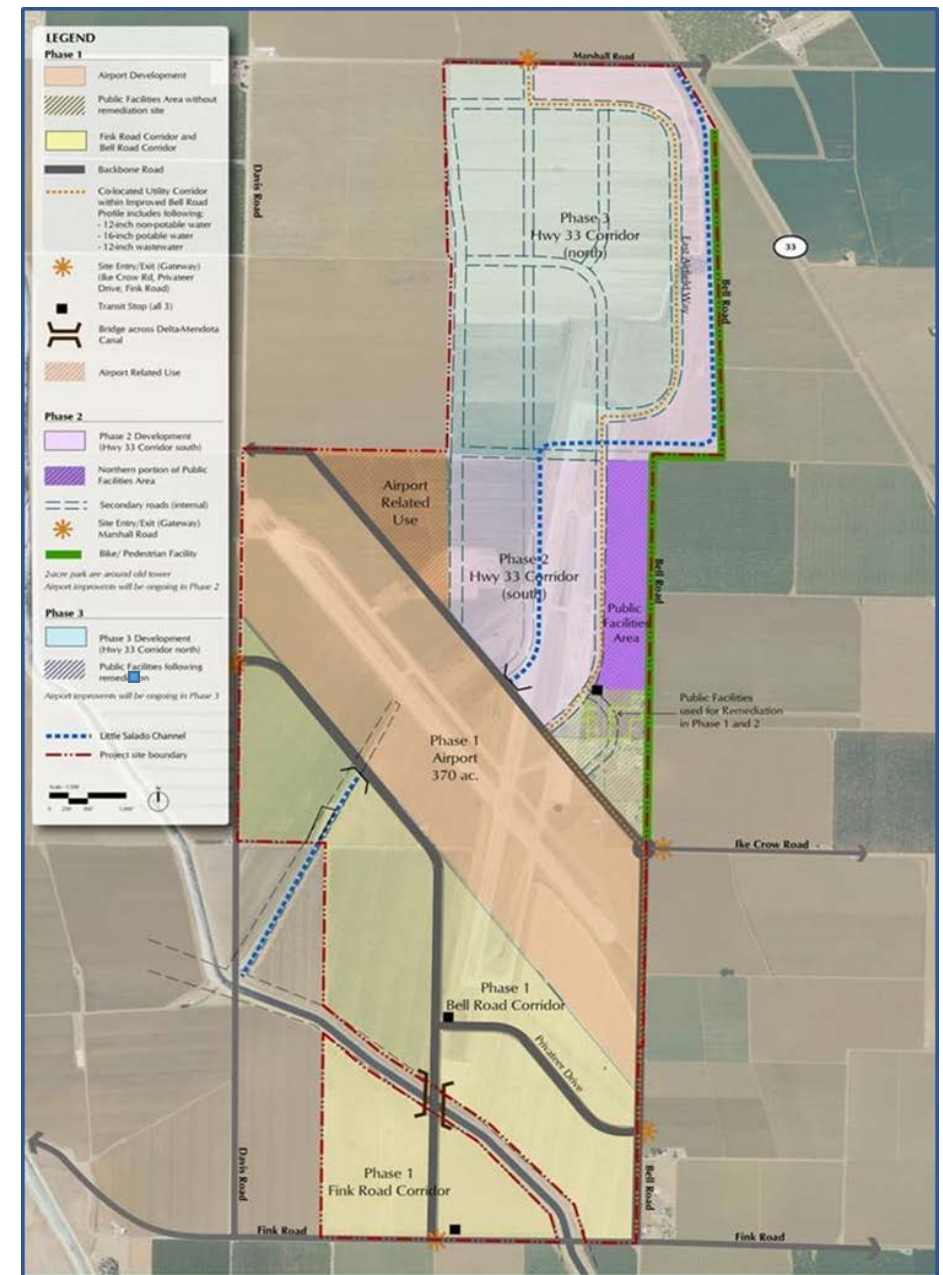 LEGEND
Phase 1
Airport Development
Public Facilities Area without
remediation site
Fink Road Corridor and
Bell Road Corridor
Backbone Road
Co-located Utility Corridor
within Improved Bell Road
Profile includes following:
- 12-inch non-potable water
- 16-inch potable water
- 12-inch wastewater
Site Entry/Exit (Gateway)
(Ike Crow Rd, Privateer
Drive, Fink Road)
Transit Stop (all 3)
Bridge across Delta-Mendota
Canal
Airport Related Use
Phase 2
Phase 2 Development
(Hwy 33 Corridor south)
Northern portion of Public
Facilities Area
Secondary roads (internal)
Site Entry/Exit (Gateway)
Marshall Road
Bike/ Pedestrian Facility
2-acre park are around old tower
Airport improvents will be ongoing in Phase 2
Phase 3
Phase 3 Development
(Hwy 33 Corridor north)
Public Facilities following
Airport improvents will be ongoing in Phase 3
Little Salado Channel
Project site boundary
Marshall Road
Davis Road
Phase 3
Hwy 33 Corridor
(north)
East Airfield Way
33
Bell Road
Airport
Related
Use
Phase 2
Hwy 33 Corridor
(south)
Bell Road
Public
Facilities
Area
Public Facilities
used for Remediation
in Phase 1 and 2
Phase 1
Airport
370 ac.
Ike Crow Road
Phase 1
Bell Road Corridor
Privateer Drive
Phase 1
Fink Road Corridor
Davis Road
Bell Road
Fink Road
Fink Road